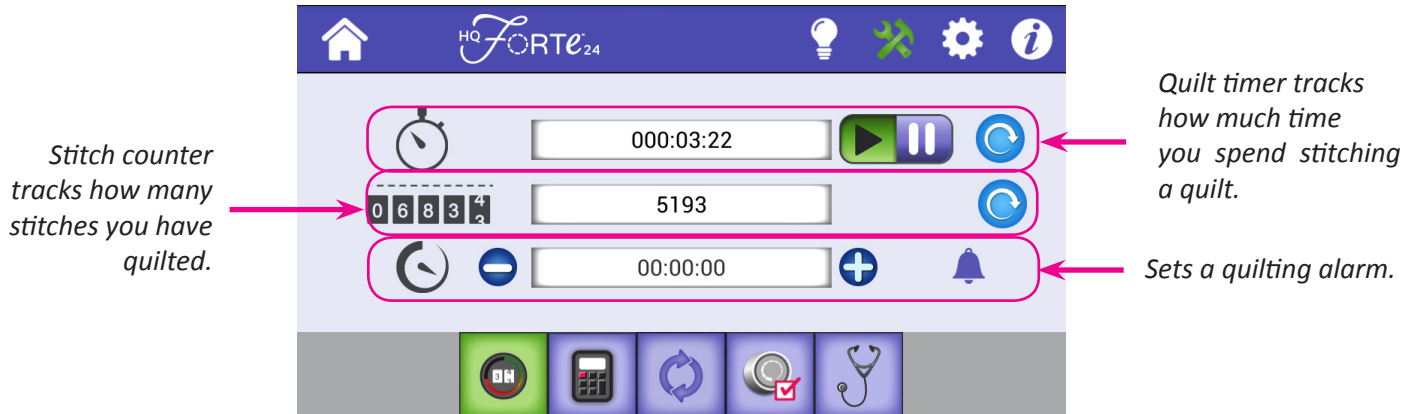 HQ FORTE 24
Quilt timer tracks
how much time
you spend stitching
a quilt.
000:03:22
Stitch counter
tracks how many
stitches you have
quilted.
0 6 8 3 4 3
5193
00:00:00
Sets a quilting alarm.
3 4